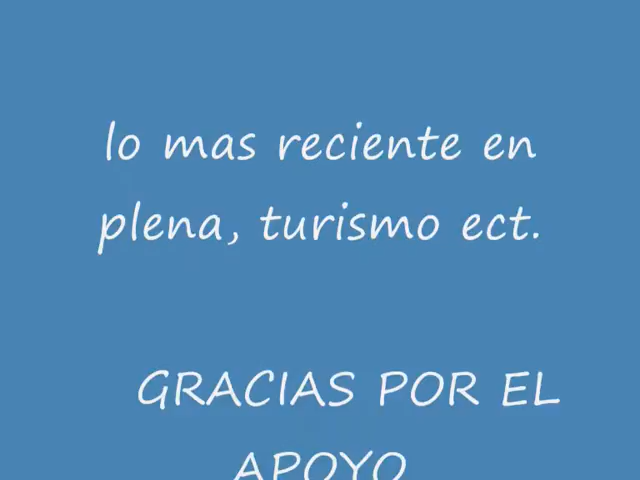 lo mas reciente en
plena, turismo ect.
GRACIAS POR EL
APOYO